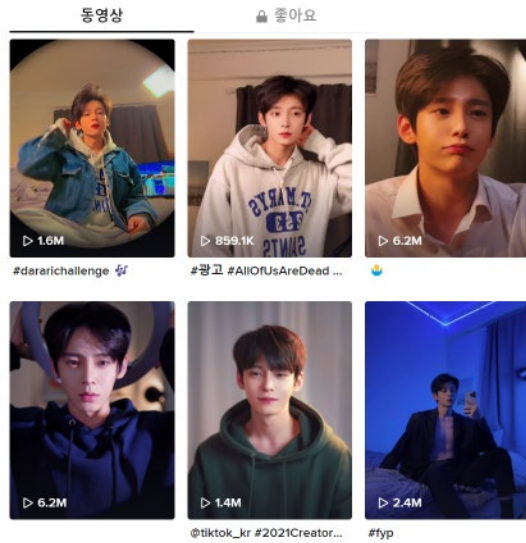 동영상
좋아요
1.6M
859.1K
6.2M
#dararichallenge
#광고 #AllOfUsAreDead ...
6.2M
1.4M
2.4M
@tiktok_kr #2021Creator...
#fyp